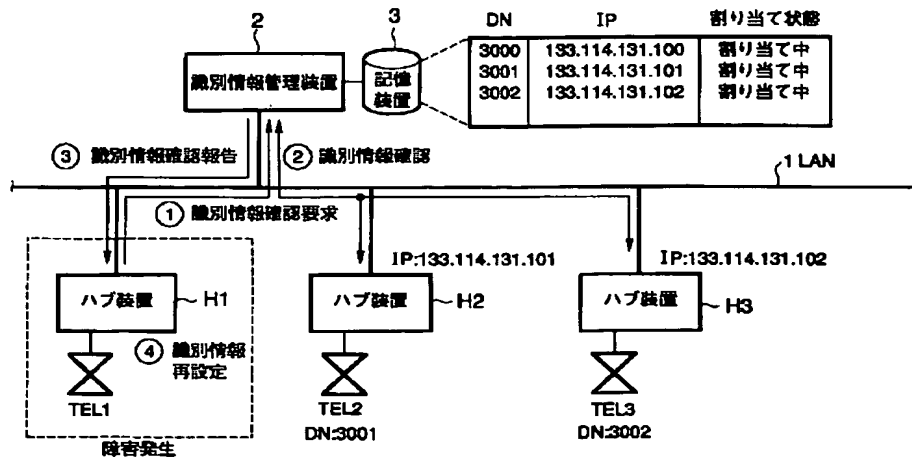 2
3
DN IP 割り当て状態
識別情報管理装置
記憶装置
3000 133.114.131.100 割り当て中
3001 133.114.131.101 割り当て中
3002 133.114.131.102 割り当て中
③ 識別情報確認報告
② 識別情報確認
1 LAN
① 識別情報確認要求
IP:133.114.131.101
IP:133.114.131.102
ハブ装置 H1
ハブ装置 H2
ハブ装置 H3
④ 識別情報
再設定
TEL1
TEL2
TEL3
DN:3001
DN:3002
障害発生